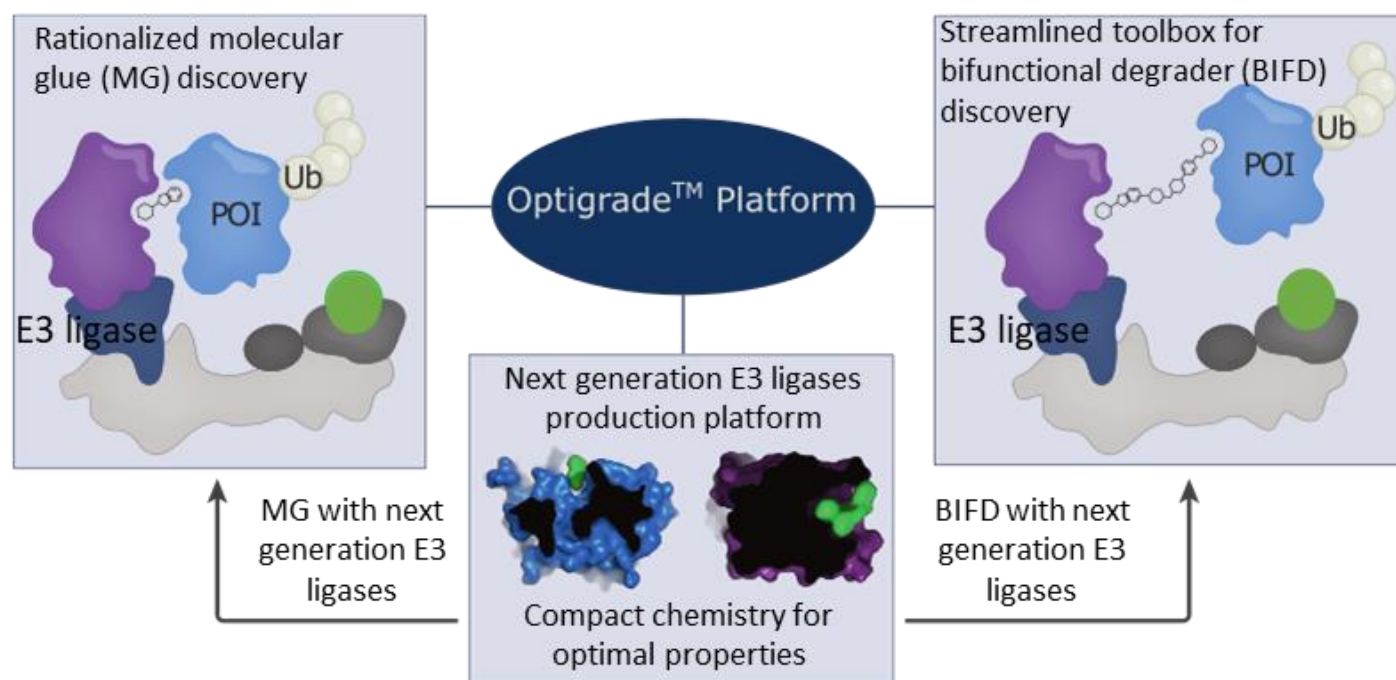 Rationalized molecular
glue (MG) discovery
Ub
POI
E3 ligase
Optigrade™ Platform
Streamlined toolbox for
bifunctional degrader (BIFD)
discovery
Ub
POI
E3 ligase
Next generation E3 ligases
production platform
Compact chemistry for
optimal properties
MG with next
generation E3
ligases
BIFD with next
generation E3
ligases